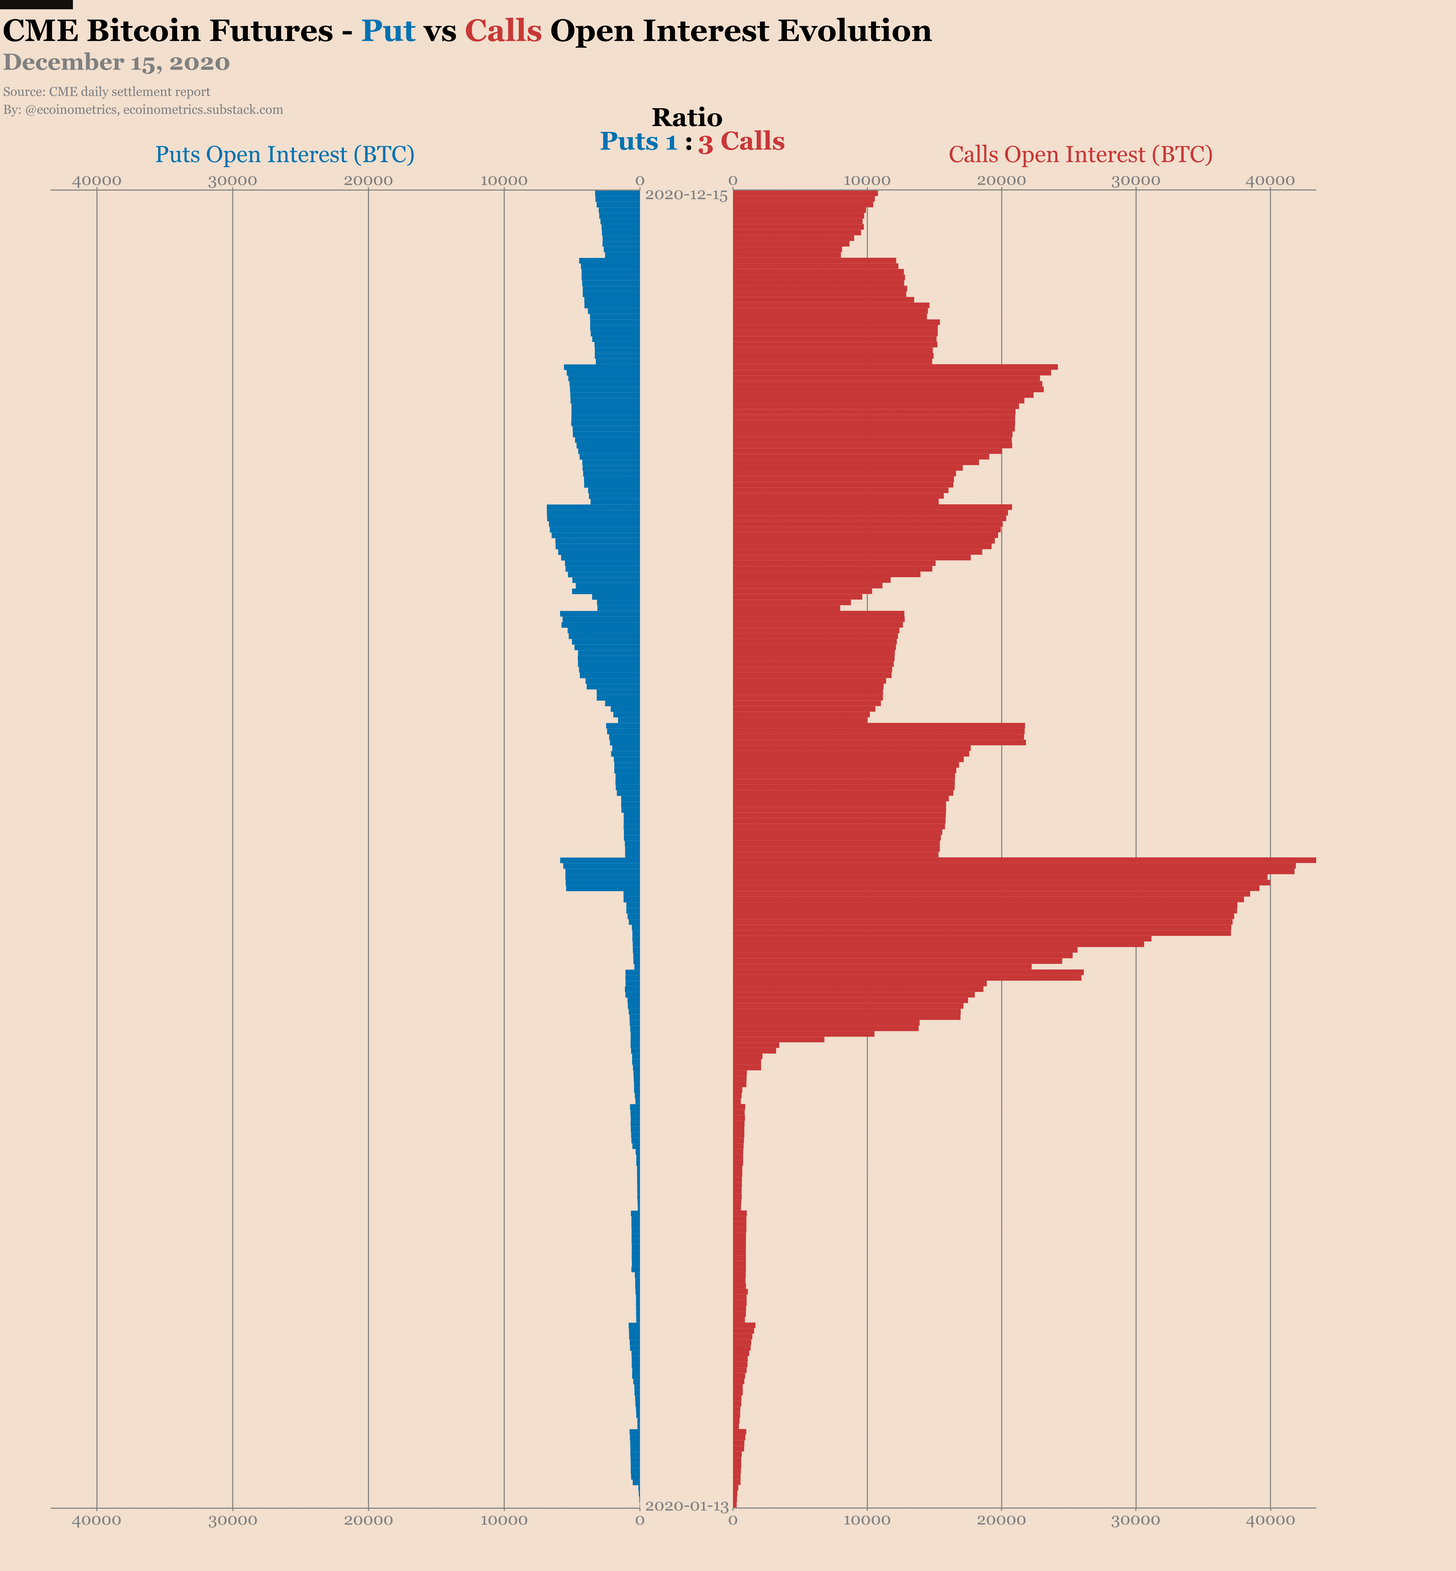 CME Bitcoin Futures - Put vs Calls Open Interest Evolution
December 15, 2020
Source: CME daily settlement report
By: @ecoinometrics, ecoinometrics.substack.com
Ratio
Puts 1 : 3 Calls
Puts Open Interest (BTC)
Calls Open Interest (BTC)
40000 30000 20000 10000 0 0 10000 20000 30000 40000
2020-12-15
2020-01-13
40000 30000 20000 10000 0 0 10000 20000 30000 40000